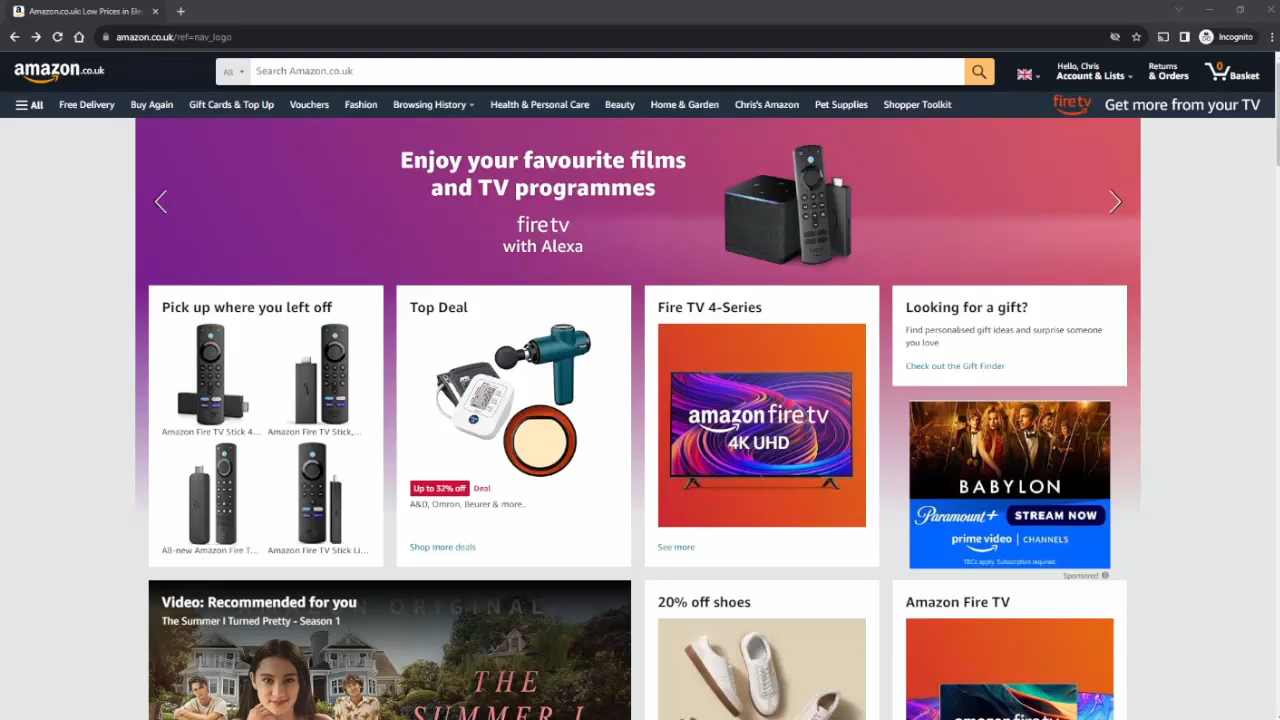 Amazon.co.uk: Low Prices in Ele
amazon.co.uk/ref=nav_logo
Incognito
amazon.co.uk
All
Search Amazon.co.uk
Hello, Chris
Account & Lists
Returns
& Orders
0
Basket
All
Free Delivery
Buy Again
Gift Cards & Top Up
Vouchers
Fashion
Browsing History
Health & Personal Care
Beauty
Home & Garden
Chris's Amazon
Pet Supplies
Shopper Toolkit
firetv
Get more from your TV
Enjoy your favourite films
and TV programmes
firetv
with Alexa
Pick up where you left off
Amazon Fire TV Stick 4...
Amazon Fire TV Stick,...
All-new Amazon Fire T...
Amazon Fire TV Stick Li...
Top Deal
Up to 32% off
Deal
A&D, Omron, Beurer & more..
Shop more deals
Fire TV 4-Series
amazon firetv
4K UHD
See more
Looking for a gift?
Find personalised gift ideas and surprise someone
you love
Check out the Gift Finder
BABYLON
Paramount+
STREAM NOW
prime video | CHANNELS
T&Cs apply. Subscription requires.
Sponsored
Video: Recommended for you
The Summer I Turned Pretty - Season 1
N ORIGINAL
THE
SUMMER I
20% off shoes
Amazon Fire TV
amazon firetv